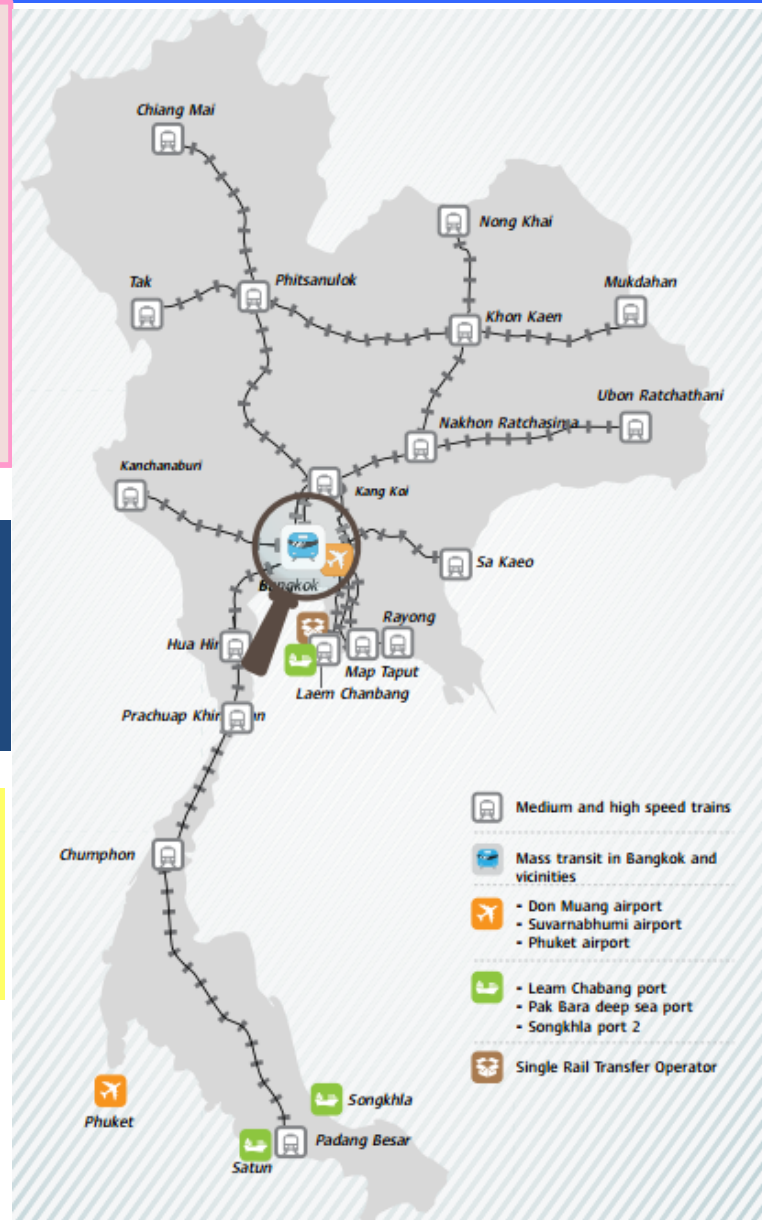 Chiang Mai
Nong Khai
Tak
Phitsanulok
Mukdahan
Khon Kaen
Ubon Ratchathani
Nakhon Ratchasima
Kanchanaburi
Kang Koi
Sa Kaeo
Bangkok
Rayong
Hua Hin
Map Taput
Laem Chanbang
Prachuap
Chumphon
Medium and high speed trains
Mass transit in Bangkok and
vicinities
- Don Muang airport
- Suvarnabhumi airport
- Phuket airport
- Leam Chabang port
- Pak Bara deep sea port
- Songkhla port 2
Single Rail Transfer Operator
Songkhla
Phuket
Padang Besar
Satun